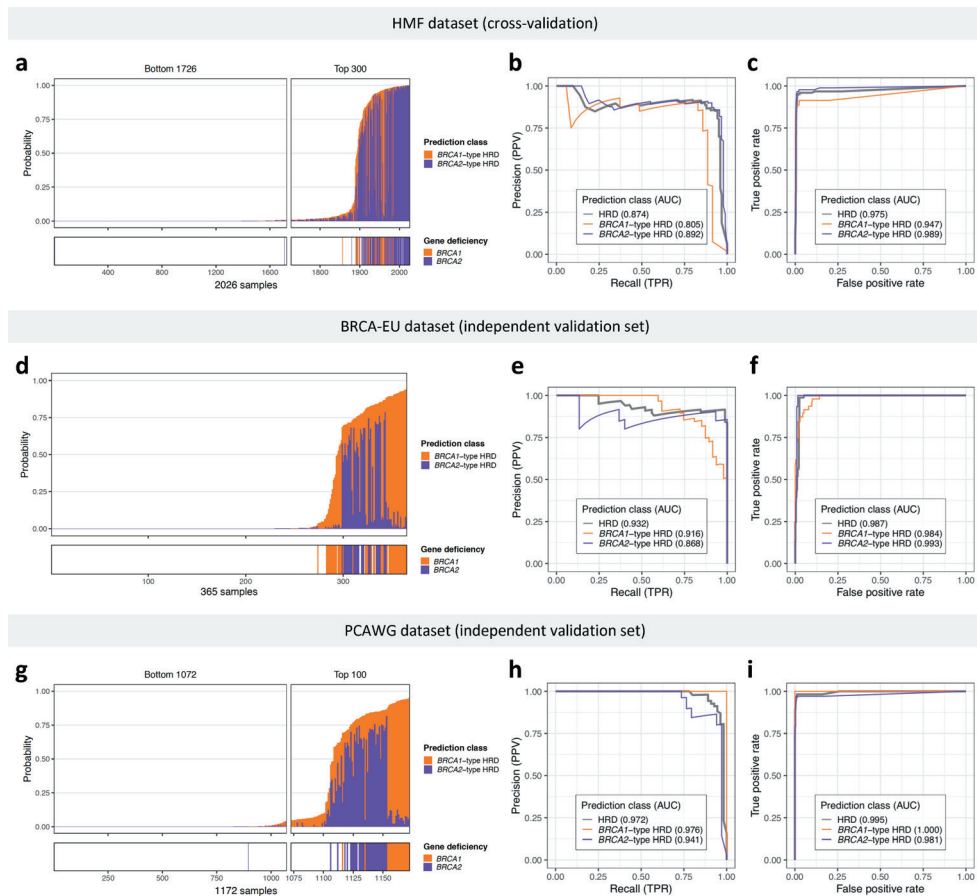 HMF dataset (cross-validation)
a
Bottom 1726
Top 300
Probability
1.00
0.75
0.50
0.25
0.00
Prediction class
BRCA1-type HRD
BRCA2-type HRD
Gene deficiency
BRCA1
BRCA2
400
800
1200
1600
1800
1900
2000
2026 samples
b
Precision (PPV)
1.00
0.75
0.50
0.25
0.00
Prediction class (AUC)
HRD (0.874)
BRCA1-type HRD (0.805)
BRCA2-type HRD (0.892)
0.00
0.25
0.50
0.75
1.00
Recall (TPR)
c
True positive rate
1.00
0.75
0.50
0.25
0.00
Prediction class (AUC)
HRD (0.975)
BRCA1-type HRD (0.947)
BRCA2-type HRD (0.989)
0.00
0.25
0.50
0.75
1.00
False positive rate
BRCA-EU dataset (independent validation set)
d
Probability
1.00
0.75
0.50
0.25
0.00
Prediction class
BRCA1-type HRD
BRCA2-type HRD
Gene deficiency
BRCA1
BRCA2
100
200
300
365 samples
e
Precision (PPV)
1.00
0.75
0.50
0.25
0.00
Prediction class (AUC)
HRD (0.932)
BRCA1-type HRD (0.916)
BRCA2-type HRD (0.868)
0.00
0.25
0.50
0.75
1.00
Recall (TPR)
f
True positive rate
1.00
0.75
0.50
0.25
0.00
Prediction class (AUC)
HRD (0.987)
BRCA1-type HRD (0.984)
BRCA2-type HRD (0.993)
0.00
0.25
0.50
0.75
1.00
False positive rate
PCAWG dataset (independent validation set)
g
Bottom 1072
Top 100
Probability
1.00
0.75
0.50
0.25
0.00
Prediction class
BRCA1-type HRD
BRCA2-type HRD
Gene deficiency
BRCA1
BRCA2
250
500
750
1000
1075
1100
1125
1150
1172 samples
h
Precision (PPV)
1.00
0.75
0.50
0.25
0.00
Prediction class (AUC)
HRD (0.972)
BRCA1-type HRD (0.976)
BRCA2-type HRD (0.941)
0.00
0.25
0.50
0.75
1.00
Recall (TPR)
i
True positive rate
1.00
0.75
0.50
0.25
0.00
Prediction class (AUC)
HRD (0.995)
BRCA1-type HRD (1.000)
BRCA2-type HRD (0.981)
0.00
0.25
0.50
0.75
1.00
False positive rate